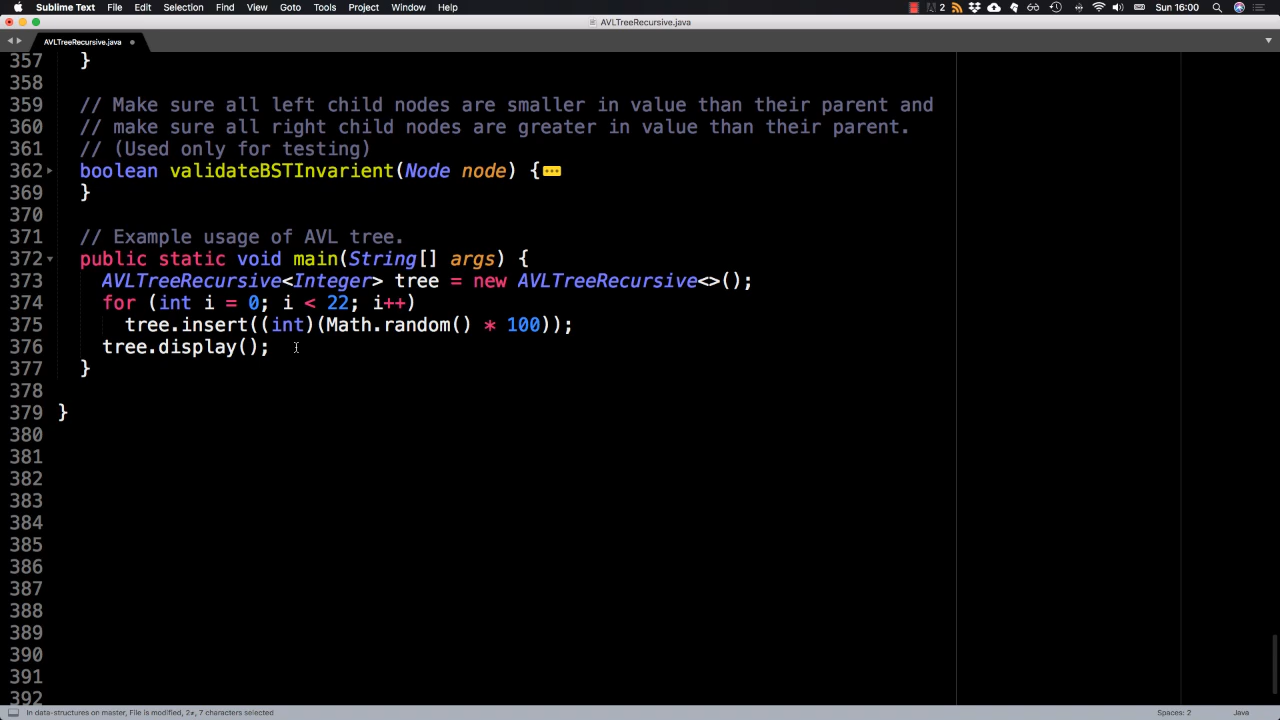 Sublime Text File Edit Selection Find View Goto Tools Project Window Help 2 Sun 16:00
AVLTreeRecursive.java
AVLTreeRecursive.java
357 }
358
359 // Make sure all left child nodes are smaller in value than their parent and
360 // make sure all right child nodes are greater in value than their parent.
361 // (Used only for testing)
362 boolean validateBSTInvarient(Node node) {
369 }
370
371 // Example usage of AVL tree.
372 public static void main(String[] args) {
373 AVLTreeRecursive<Integer> tree = new AVLTreeRecursive<>();
374 for (int i = 0; i < 22; i++)
375 tree.insert((int)(Math.random() * 100));
376 tree.display();
377 }
378
379 }
380
381
382
383
384
385
386
387
388
389
390
391
392
In data-structures on master, File is modified, 2≠, 7 characters selected Spaces: 2 Java